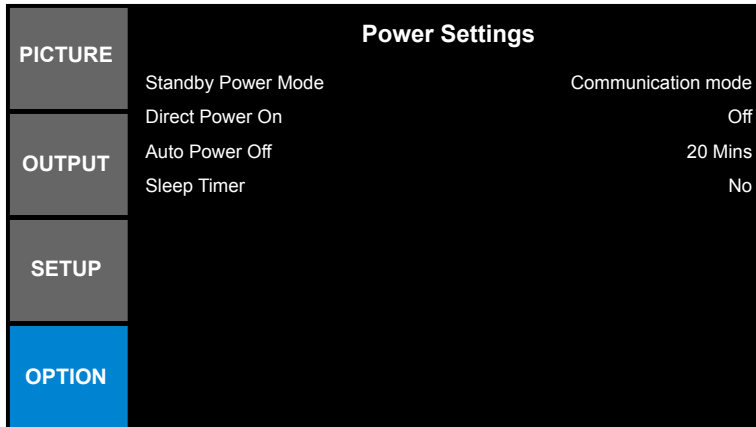 PICTURE
OUTPUT
SETUP
OPTION
Power Settings
Standby Power Mode Communication mode
Direct Power On Off
Auto Power Off 20 Mins
Sleep Timer No